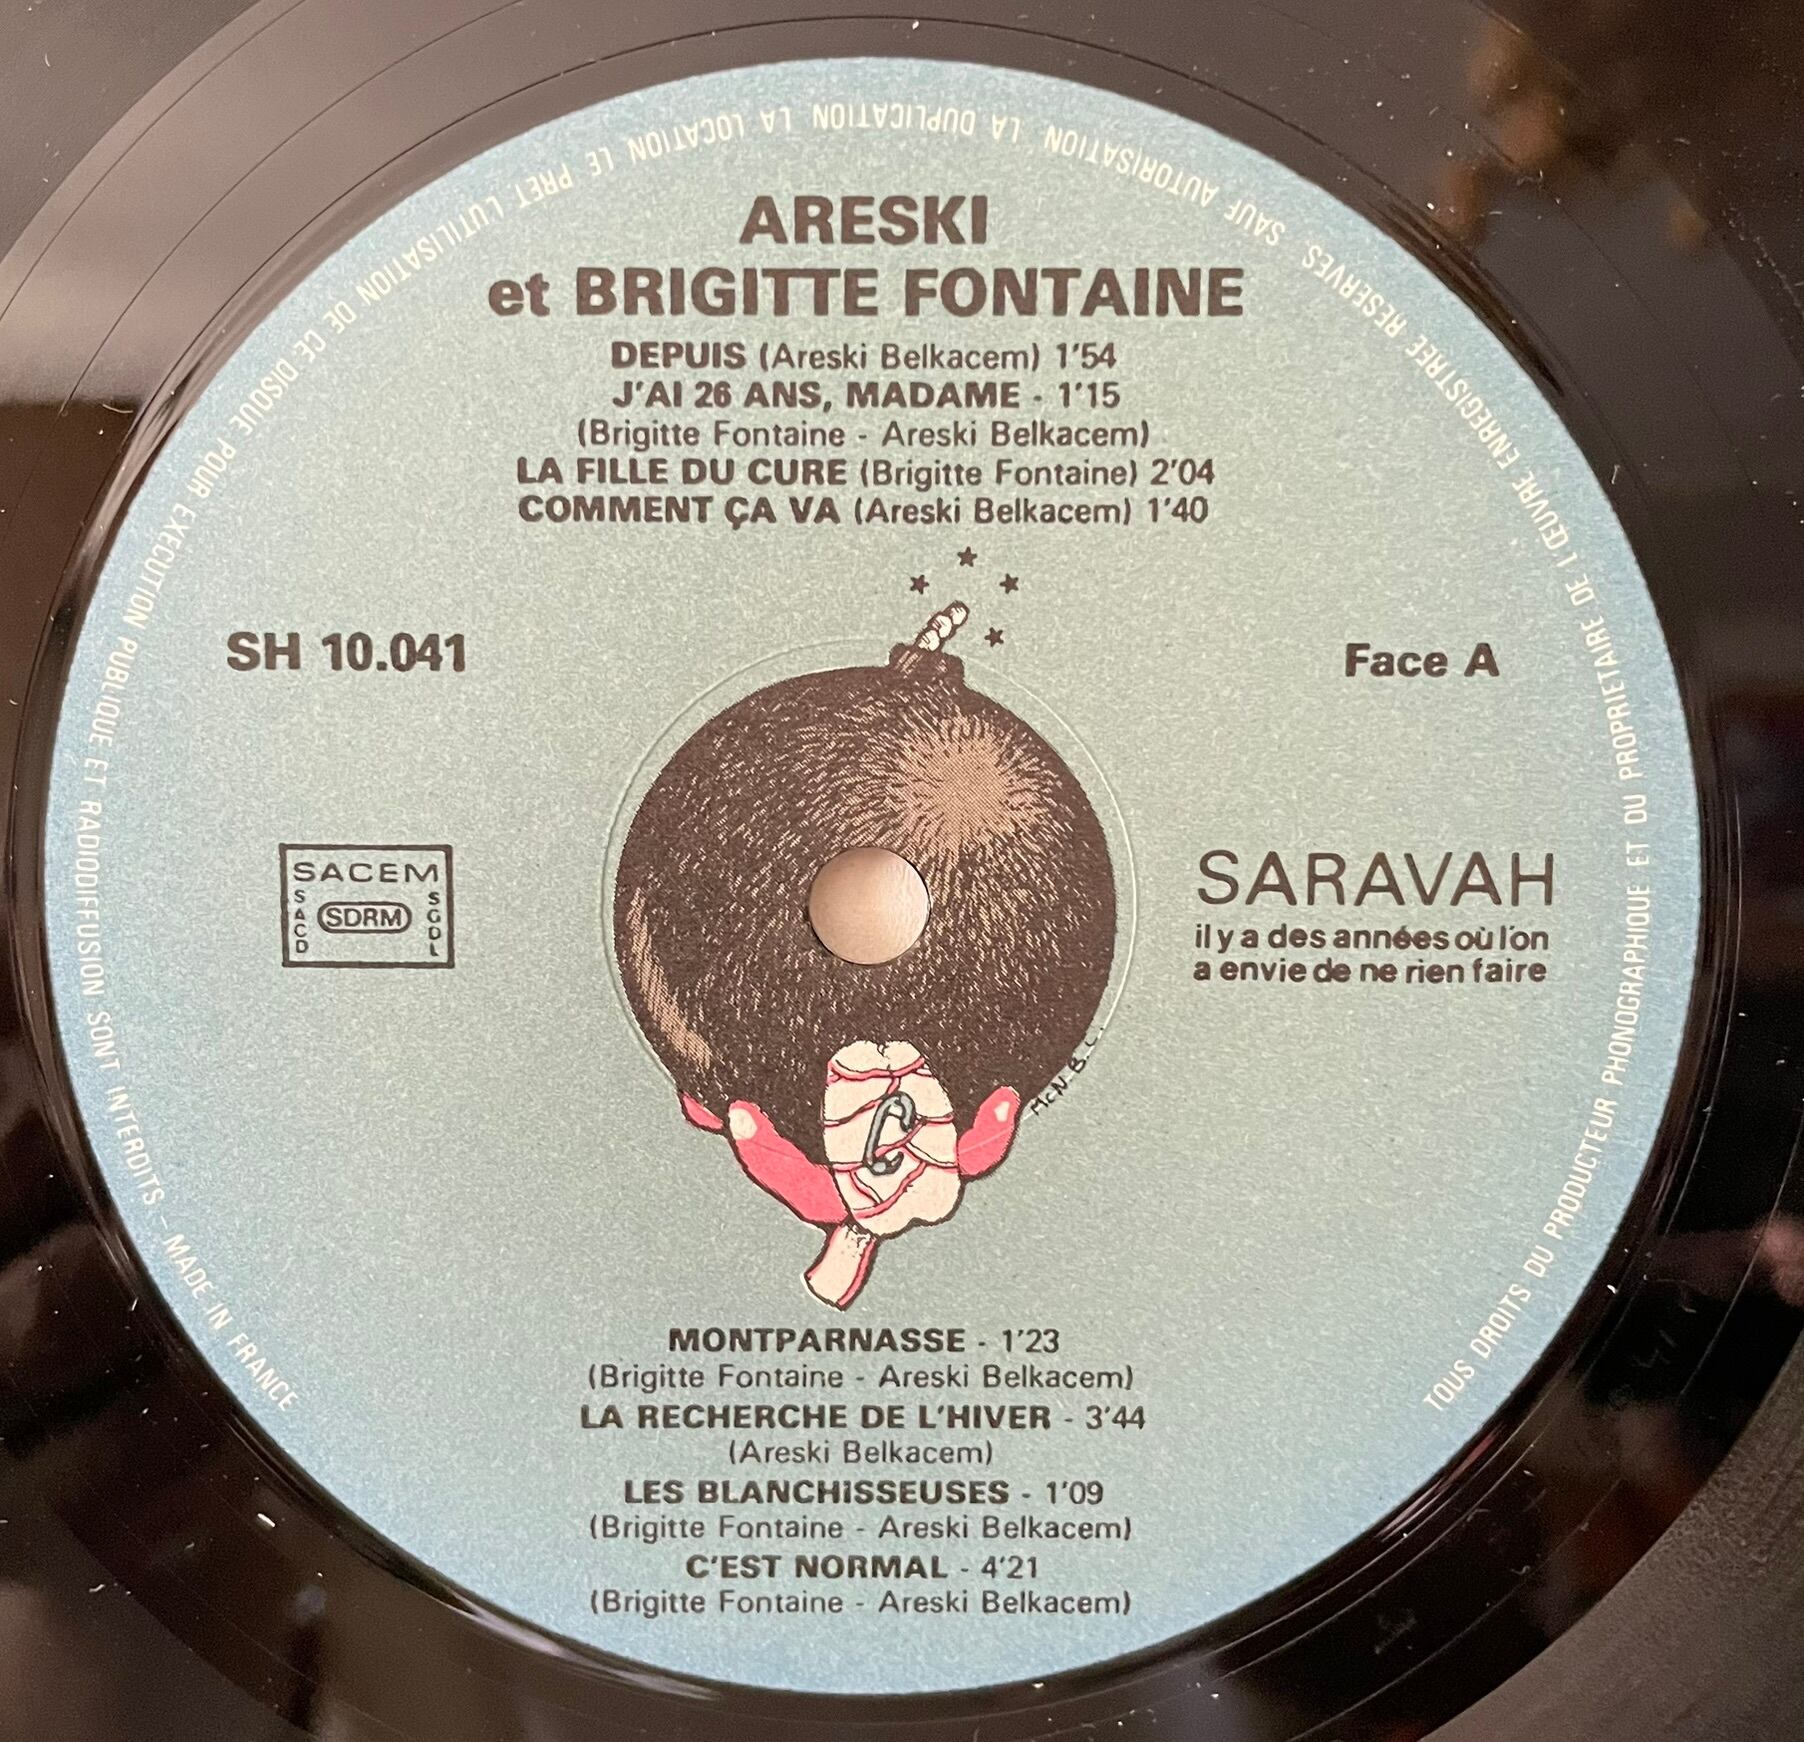 ARESKI
et BRIGITTE FONTAINE
DEPUIS (Areski Belkacem) 1'54
J'AI 26 ANS, MADAME - 1'15
(Brigitte Fontaine - Areski Belkacem)
LA FILLE DU CURE (Brigitte Fontaine) 2'04
COMMENT ÇA VA (Areski Belkacem) 1'40
SH 10.041
Face A
SACEM
SACD
SDRM
SGDL
SARAVAH
il y a des années où l'on
a envie de ne rien faire
McN. B. C.
MONTPARNASSE - 1'23
(Brigitte Fontaine - Areski Belkacem)
LA RECHERCHE DE L'HIVER - 3'44
(Areski Belkacem)
LES BLANCHISSEUSES - 1'09
(Brigitte Fontaine - Areski Belkacem)
C'EST NORMAL - 4'21
(Brigitte Fontaine - Areski Belkacem)
TOUS DROITS DU PRODUCTEUR PHONOGRAPHIQUE ET DU PROPRIETAIRE DE L'ŒUVRE ENREGISTREE RESERVES. SAUF AUTORISATION, LA DUPLICATION LA LOCATION LE PRET L'UTILISATION DE CE DISQUE POUR EXECUTION PUBLIQUE ET RADIODIFFUSION SONT INTERDITS - MADE IN FRANCE